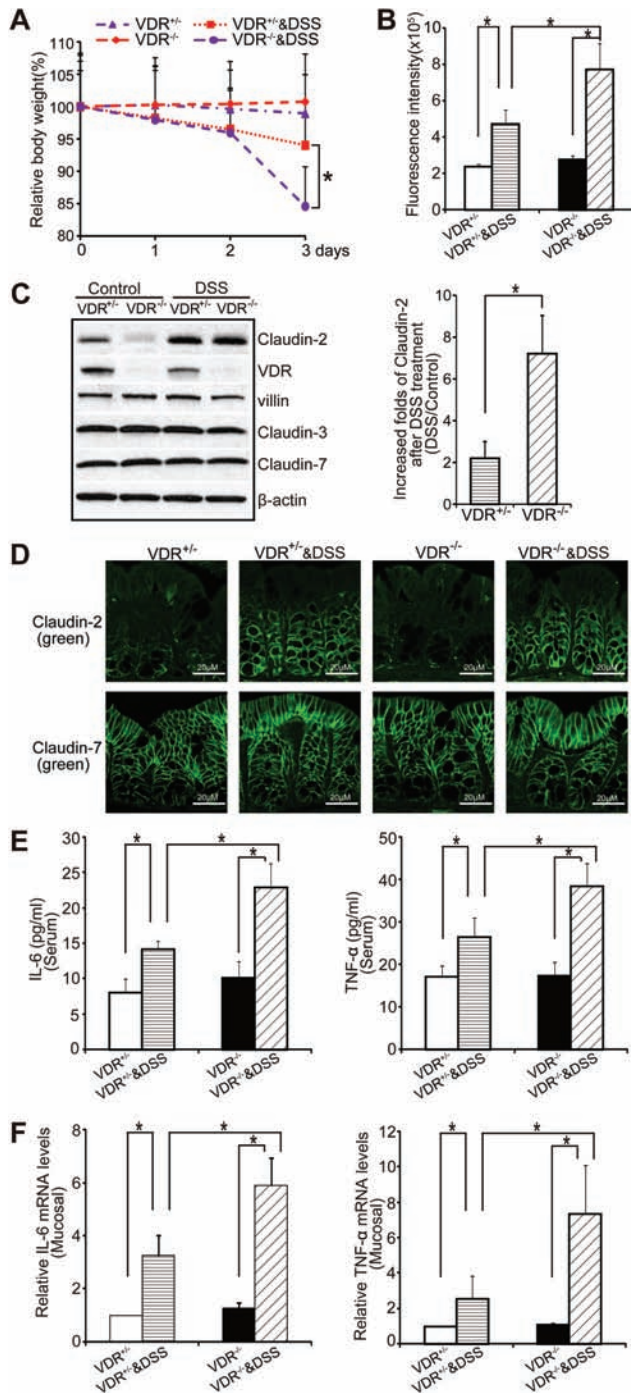 A
VDR+/- VDR+/-&DSS
VDR-/- VDR-/-&DSS
Relative body weight(%)
110
105
100
95
90
85
80
0 1 2 3 days
*
B
Fluorescence intensity(x10⁵)
10
8
6
4
2
0
* * *
VDR+/-
VDR+/-&DSS
VDR-/-
VDR-/-&DSS
C
Control DSS
VDR+/- VDR-/- VDR+/- VDR-/-
Claudin-2
VDR
villin
Claudin-3
Claudin-7
β-actin
Increased folds of Claudin-2
after DSS treatment
(DSS/Control)
10
8
6
4
2
0
*
VDR+/- VDR-/-
D
VDR+/- VDR+/-&DSS VDR-/- VDR-/-&DSS
Claudin-2
(green)
20µM 20µM 20µM 20µM
Claudin-7
(green)
20µM 20µM 20µM 20µM
E
IL-6 (pg/ml)
(Serum)
30
25
20
15
10
5
0
* * *
VDR+/-
VDR+/-&DSS
VDR-/-
VDR-/-&DSS
TNF-α (pg/ml)
(Serum)
50
40
30
20
10
0
* * *
VDR+/-
VDR+/-&DSS
VDR-/-
VDR-/-&DSS
F
Relative IL-6 mRNA levels
(Mucosal)
8
6
4
2
0
* * *
VDR+/-
VDR+/-&DSS
VDR-/-
VDR-/-&DSS
Relative TNF-α mRNA levels
(Mucosal)
12
10
8
6
4
2
0
* * *
VDR+/-
VDR+/-&DSS
VDR-/-
VDR-/-&DSS